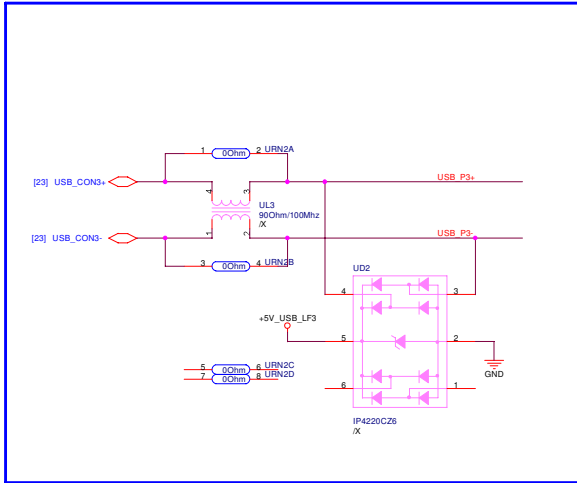 1 0Ohm 2 URN2A
[23] USB_CON3+
USB_P3+
4 3
UL3
90Ohm/100Mhz
/X
1 2
[23] USB_CON3-
USB_P3-
3 0Ohm 4 URN2B
UD2
4 3
+5V_USB_LF3
5 2
GND
5 0Ohm 6 URN2C
7 0Ohm 8 URN2D
6 1
IP4220CZ6
/X